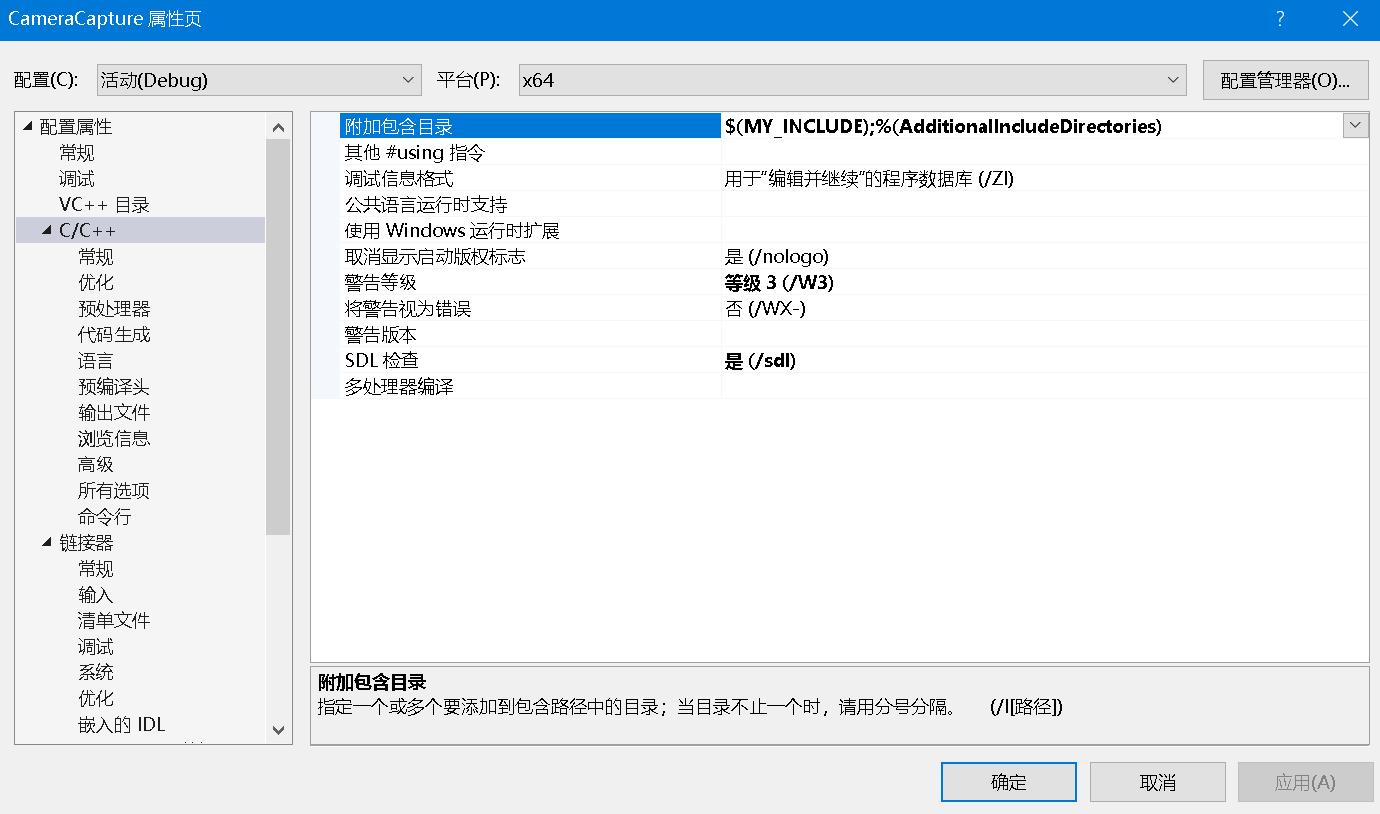 CameraCapture 属性页
配置(C): 活动(Debug) 平台(P): x64 配置管理器(O)...
配置属性
常规
调试
VC++ 目录
C/C++
常规
优化
预处理器
代码生成
语言
预编译头
输出文件
浏览信息
高级
所有选项
命令行
链接器
常规
输入
清单文件
调试
系统
优化
嵌入的 IDL
附加包含目录 $(MY_INCLUDE);%(AdditionalIncludeDirectories)
其他 #using 指令
调试信息格式 用于“编辑并继续”的程序数据库 (/ZI)
公共语言运行时支持
使用 Windows 运行时扩展
取消显示启动版权标志 是 (/nologo)
警告等级 等级 3 (/W3)
将警告视为错误 否 (/WX-)
警告版本
SDL 检查 是 (/sdl)
多处理器编译
附加包含目录
指定一个或多个要添加到包含路径中的目录；当目录不止一个时，请用分号分隔。 (/I[路径])
确定 取消 应用(A)